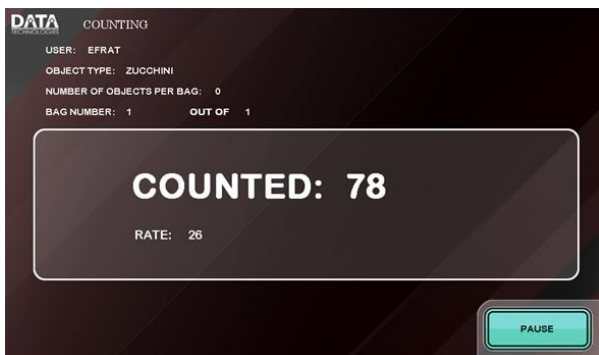 DATA COUNTING
TECHNOLOGIES
USER: EFRAT
OBJECT TYPE: ZUCCHINI
NUMBER OF OBJECTS PER BAG: 0
BAG NUMBER: 1 OUT OF 1
COUNTED: 78
RATE: 26
PAUSE